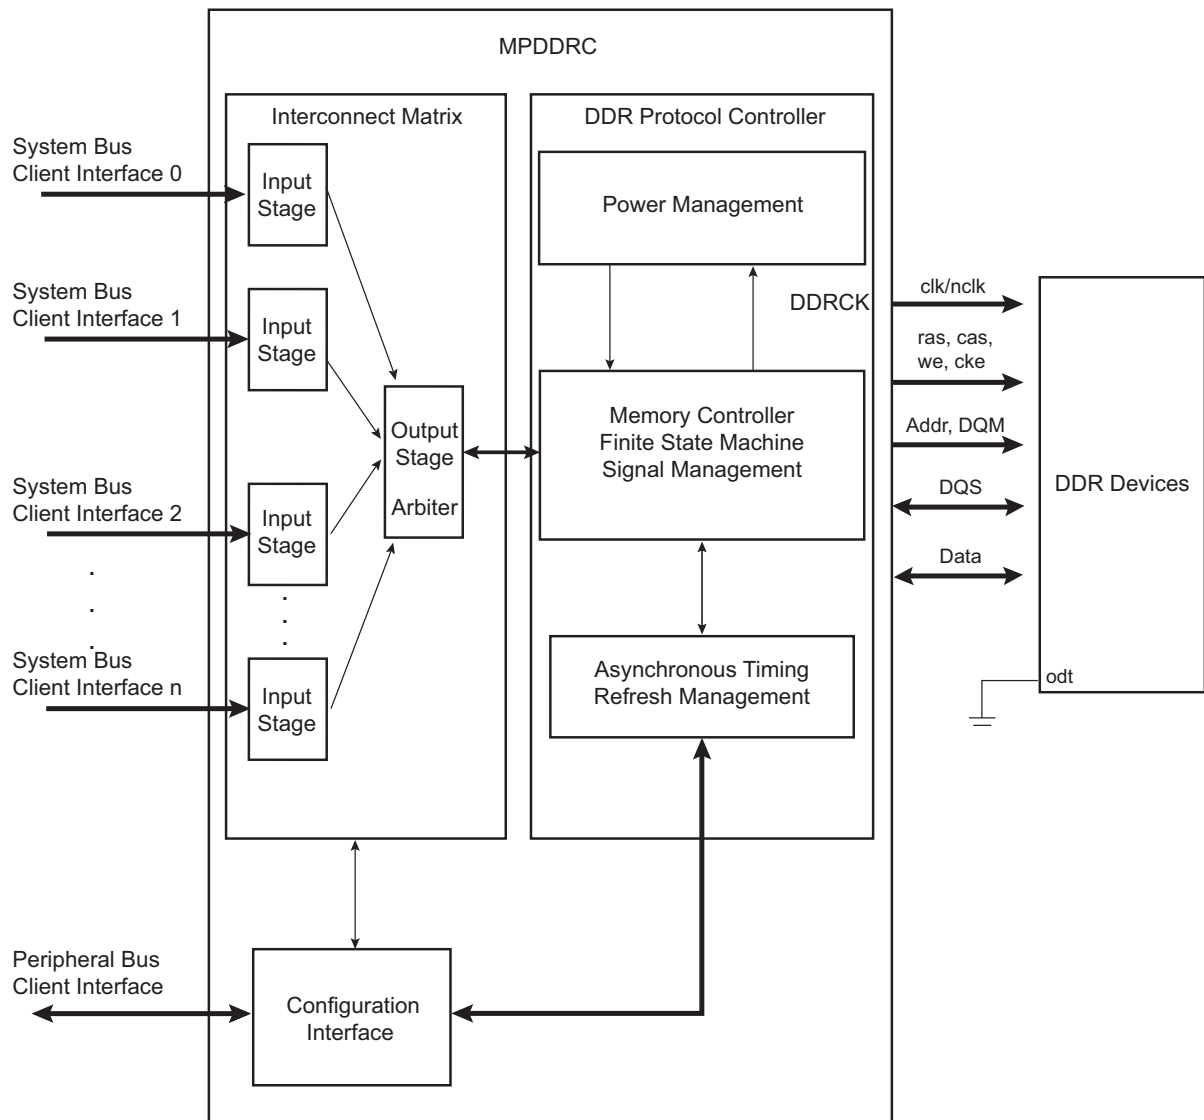 MPDDRC
Interconnect Matrix
DDR Protocol Controller
System Bus
Client Interface 0
Input
Stage
Power Management
System Bus
Client Interface 1
Input
Stage
DDRCK
clk/nclk
ras, cas,
we, cke
Output
Stage
Arbiter
Memory Controller
Finite State Machine
Signal Management
Addr, DQM
DQS
Data
DDR Devices
System Bus
Client Interface 2
Input
Stage
.
.
.
.
.
.
System Bus
Client Interface n
Input
Stage
Asynchronous Timing
Refresh Management
odt
Peripheral Bus
Client Interface
Configuration
Interface